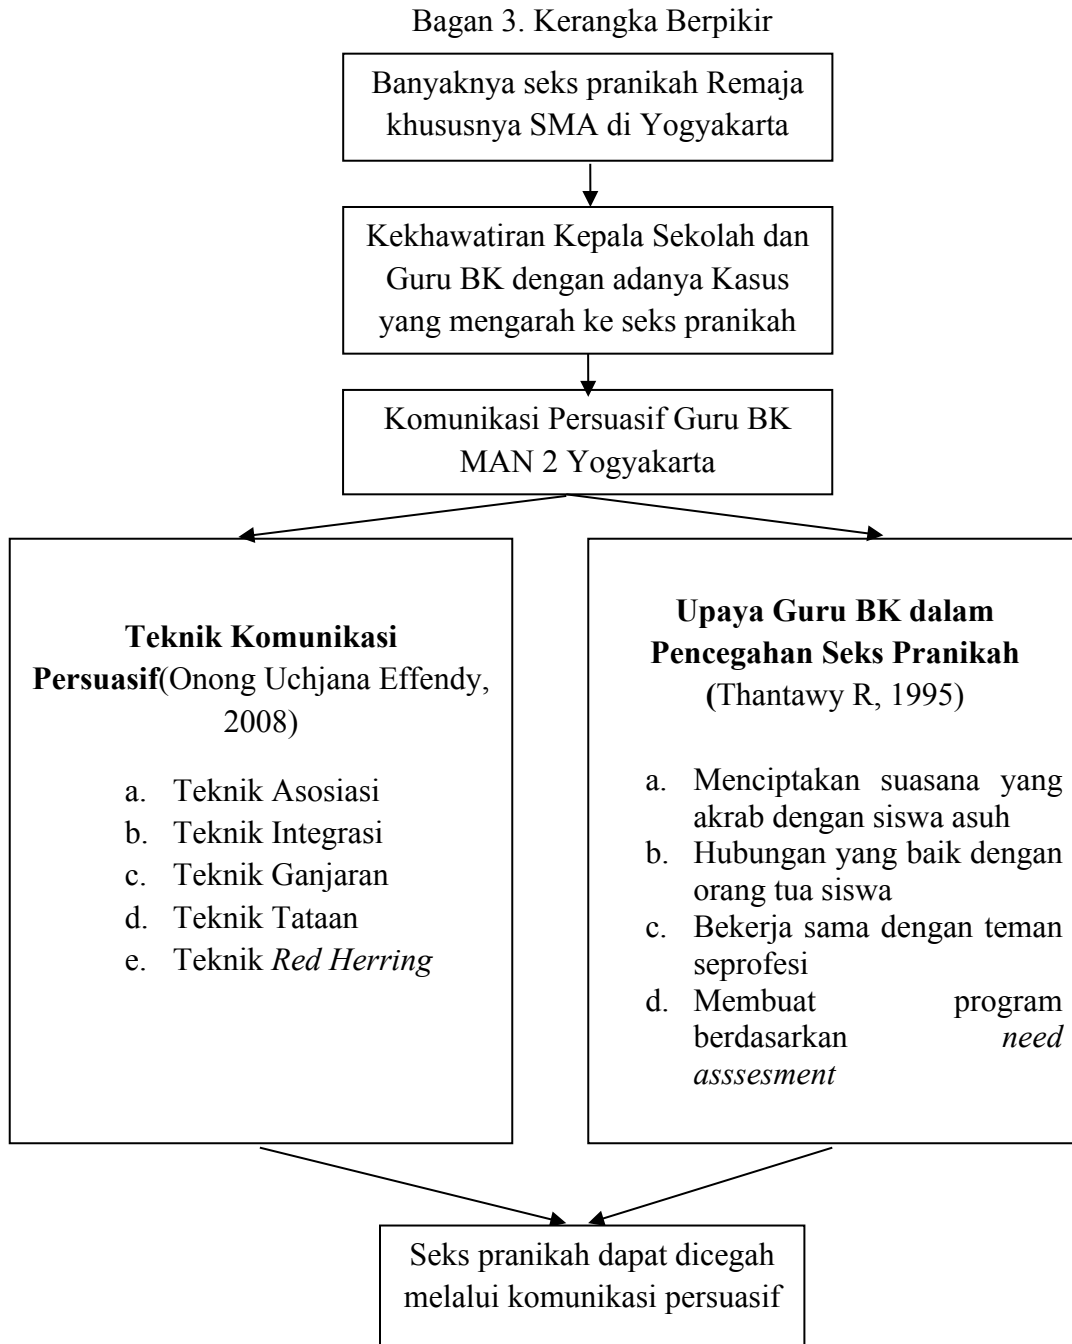 Bagan 3. Kerangka Berpikir
Banyaknya seks pranikah Remaja
khususnya SMA di Yogyakarta
Kekhawatiran Kepala Sekolah dan
Guru BK dengan adanya Kasus
yang mengarah ke seks pranikah
Komunikasi Persuasif Guru BK
MAN 2 Yogyakarta
Teknik Komunikasi
Persuasif(Onong Uchjana Effendy,
2008)
a. Teknik Asosiasi
b. Teknik Integrasi
c. Teknik Ganjaran
d. Teknik Tataan
e. Teknik Red Herring
Upaya Guru BK dalam
Pencegahan Seks Pranikah
(Thantawy R, 1995)
a. Menciptakan suasana yang
akrab dengan siswa asuh
b. Hubungan yang baik dengan
orang tua siswa
c. Bekerja sama dengan teman
seprofesi
d. Membuat program
berdasarkan need
asssesment
Seks pranikah dapat dicegah
melalui komunikasi persuasif